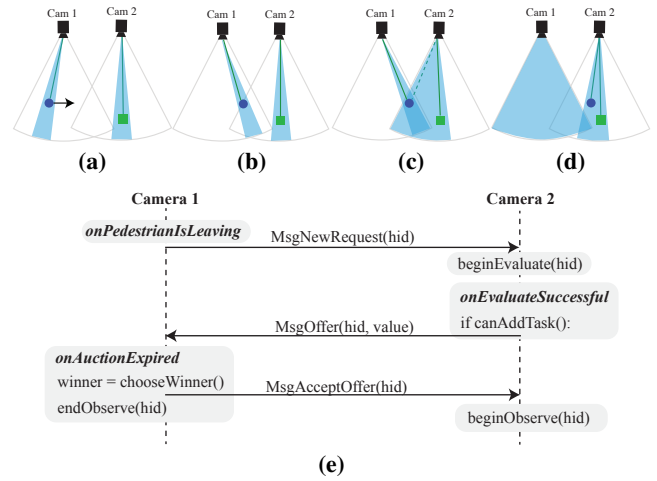 Cam 1 Cam 2 Cam 1 Cam 2 Cam 1 Cam 2 Cam 1 Cam 2
(a) (b) (c) (d)
Camera 1 Camera 2
onPedestrianIsLeaving
MsgNewRequest(hid)
beginEvaluate(hid)
onEvaluateSuccessful
if canAddTask():
MsgOffer(hid, value)
onAuctionExpired
winner = chooseWinner()
MsgAcceptOffer(hid)
endObserve(hid)
beginObserve(hid)
(e)